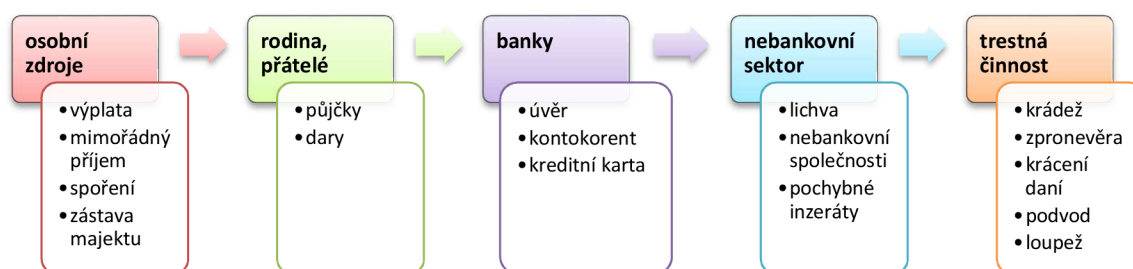 osobní
zdroje
• výplata
• mimořádný
příjem
• spoření
• zástava
majektu
rodina,
přátelé
• půjčky
• dary
banky
• úvěr
• kontokorent
• kreditní karta
nebankovní
sektor
• lichva
• nebankovní
společnosti
• pochybné
inzeráty
trestná
činnost
• krádež
• zpronevěra
• krácení
daní
• podvod
• loupež